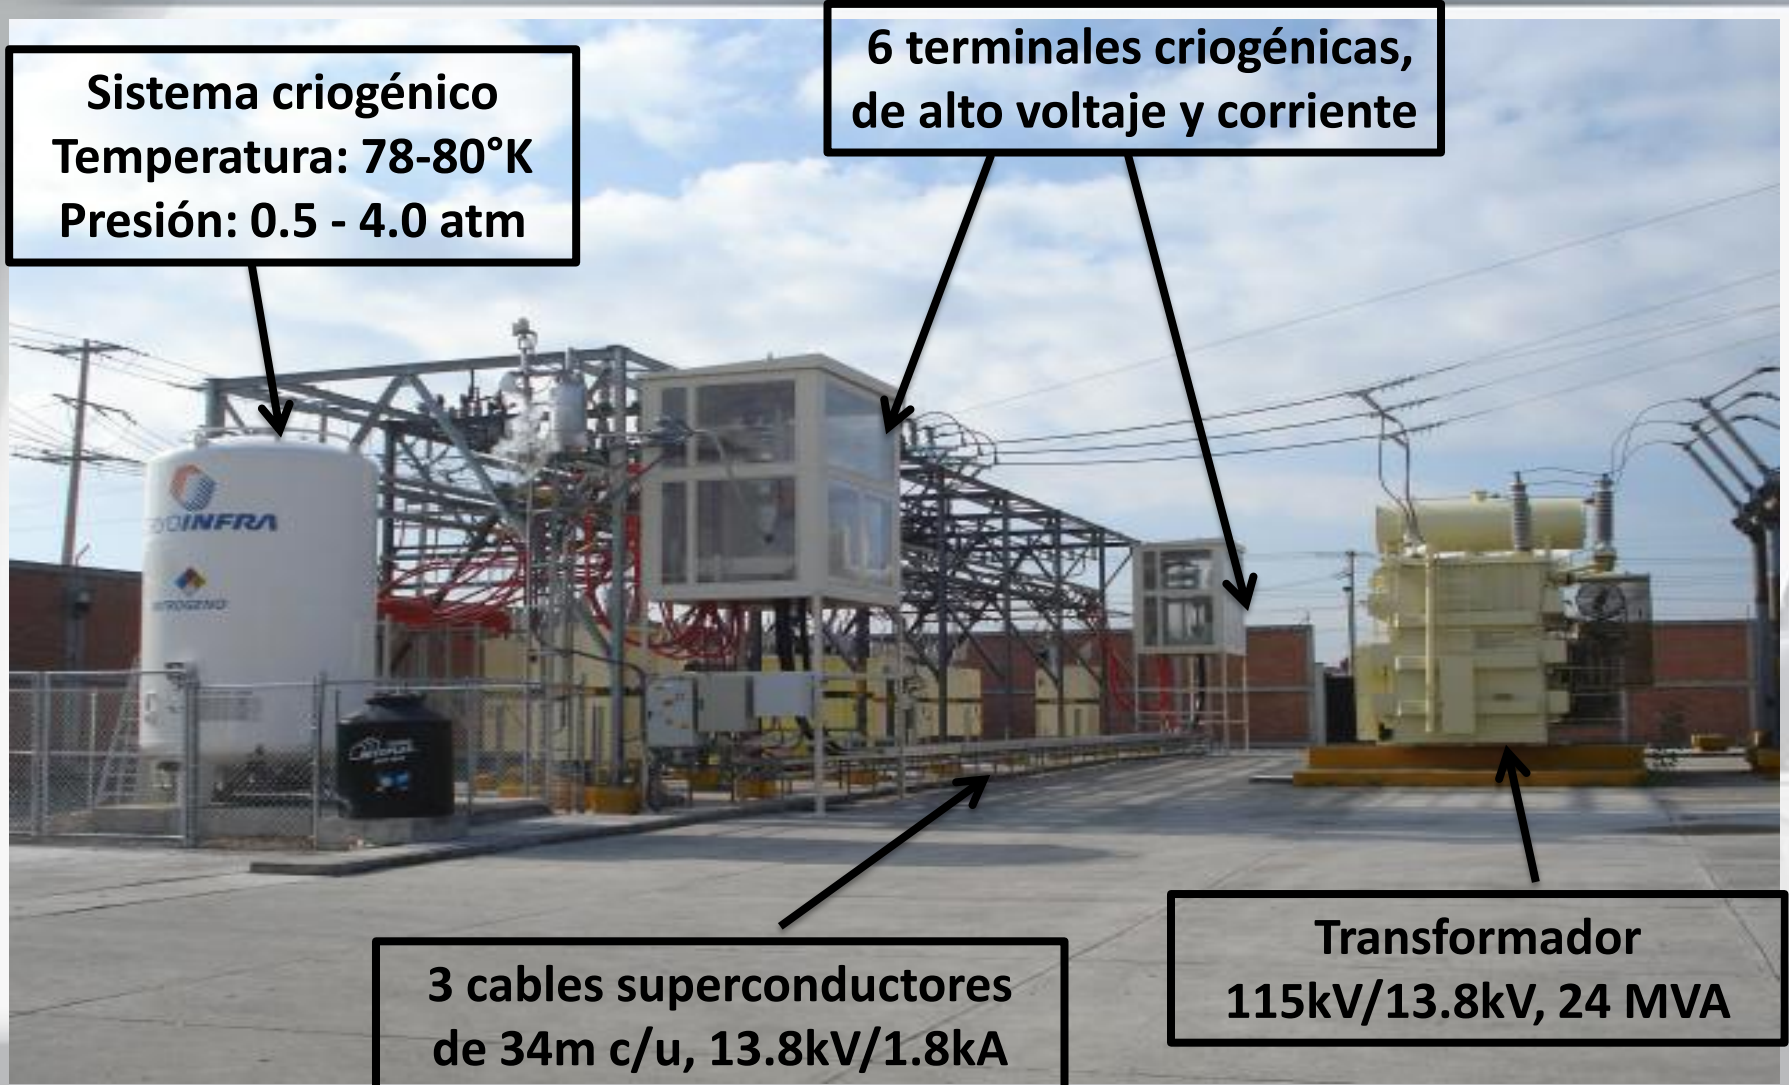 Sistema criogénico
Temperatura: 78-80°K
Presión: 0.5 - 4.0 atm
6 terminales criogénicas,
de alto voltaje y corriente
INFRA
3 cables superconductores
de 34m c/u, 13.8kV/1.8kA
Transformador
115kV/13.8kV, 24 MVA